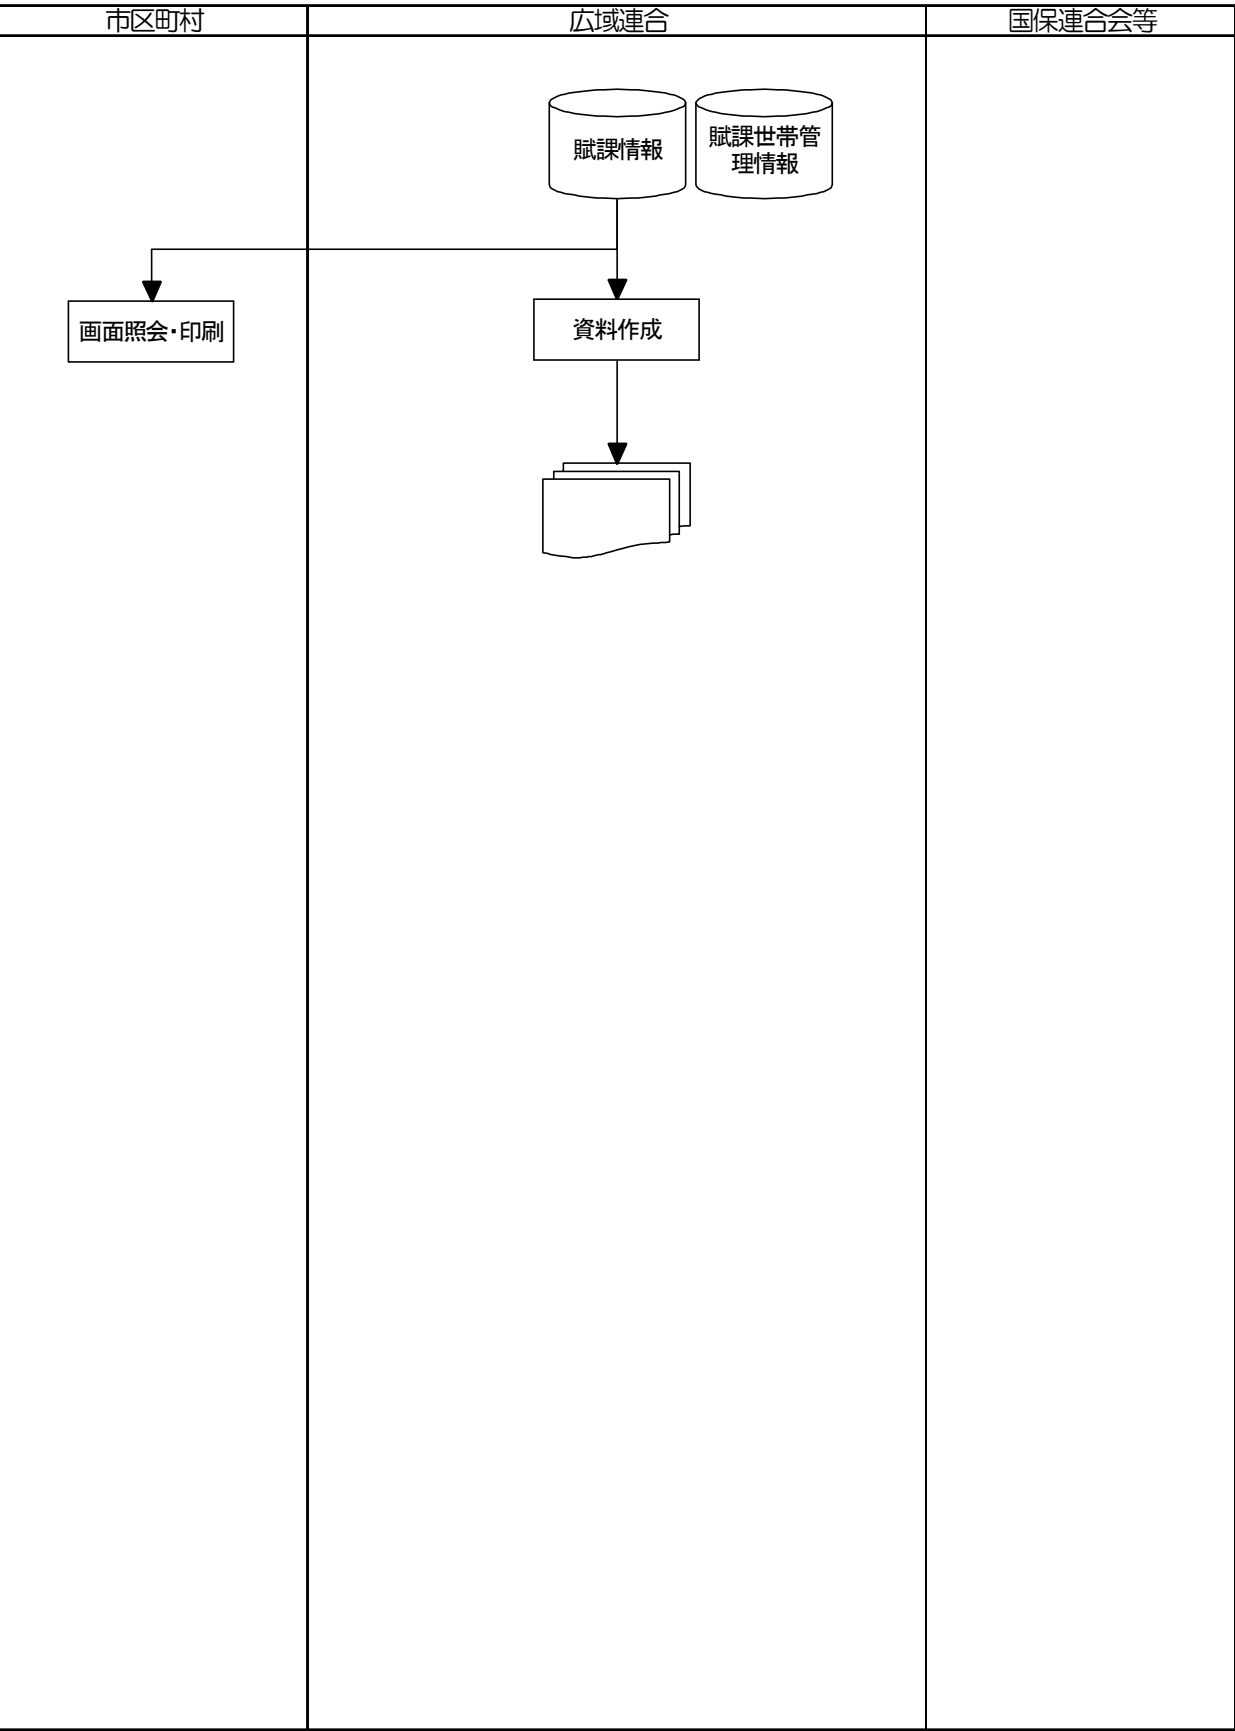 市区町村
広域連合
国保連合会等
賦課情報
賦課世帯管
理情報
画面照会・印刷
資料作成